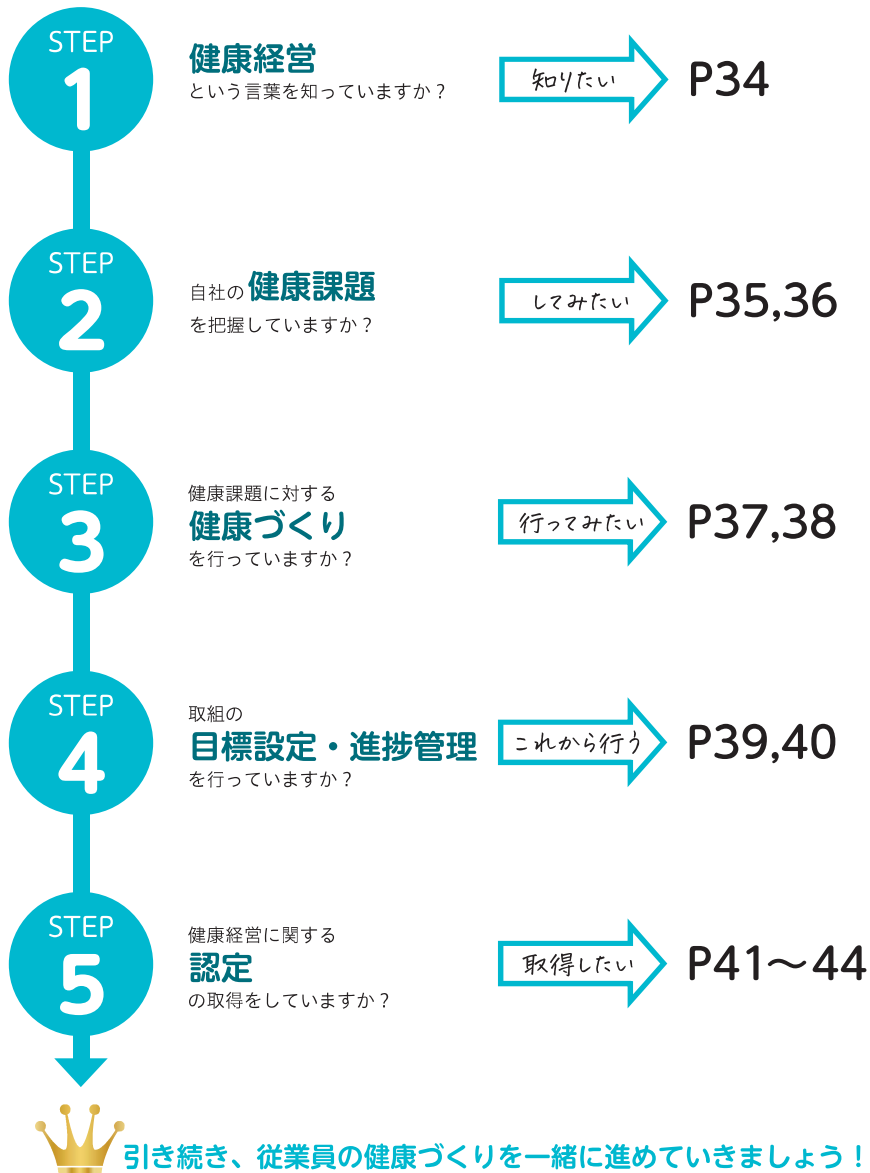 STEP
1
健康経営
という言葉を知っていますか？
知りたい
P34
STEP
2
自社の健康課題
を把握していますか？
してみたい
P35,36
STEP
3
健康課題に対する
健康づくり
を行っていますか？
行ってみたい
P37,38
STEP
4
取組の
目標設定・進捗管理
を行っていますか？
これから行う
P39,40
STEP
5
健康経営に関する
認定
の取得をしていますか？
取得したい
P41～44
引き続き、従業員の健康づくりを一緒に進めていきましょう！